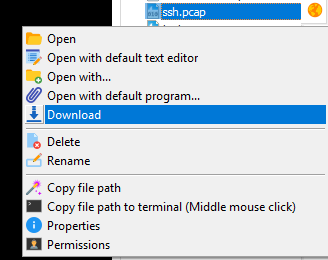 ssh.pcap
Open
Open with default text editor
Open with...
Open with default program...
Download
Delete
Rename
Copy file path
Copy file path to terminal (Middle mouse click)
Properties
Permissions